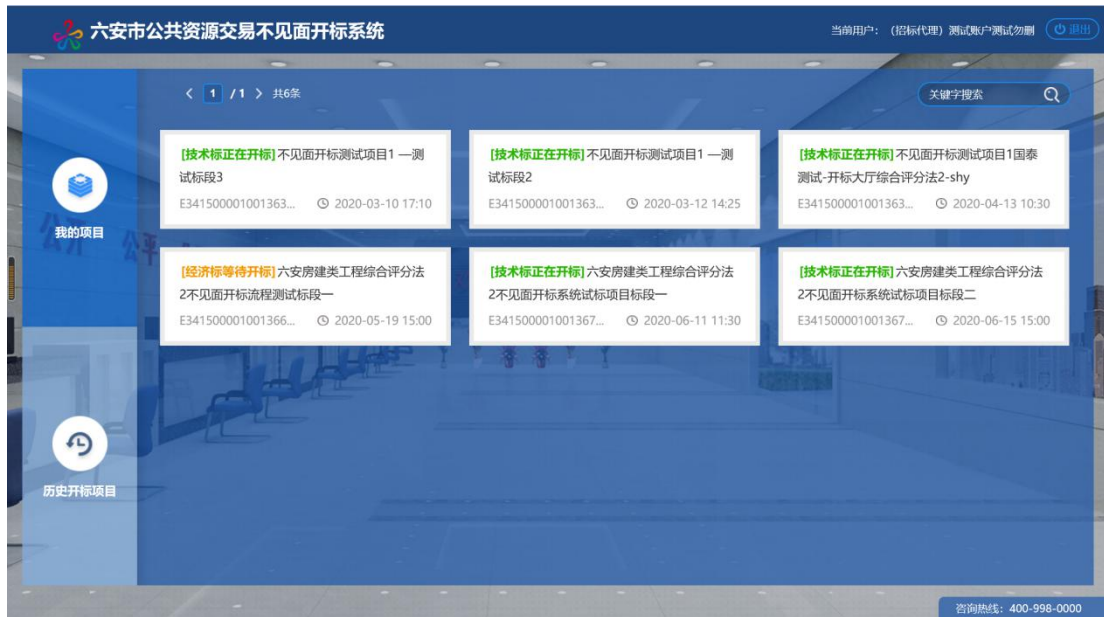 六安市公共资源交易不见面开标系统
当前用户： (招标代理) 测试账户测试勿删
退出
1 / 1 共6条
关键字搜索
[技术标正在开标] 不见面开标测试项目1 —测
试标段3
E341500001001363... 2020-03-10 17:10
[技术标正在开标] 不见面开标测试项目1 —测
试标段2
E341500001001363... 2020-03-12 14:25
[技术标正在开标] 不见面开标测试项目1国泰
测试-开标大厅综合评分法2-shy
E341500001001363... 2020-04-13 10:30
我的项目
公开 公平
[经济标等待开标] 六安房建类工程综合评分法
2不见面开标流程测试标段一
E341500001001366... 2020-05-19 15:00
[技术标正在开标] 六安房建类工程综合评分法
2不见面开标系统试标项目标段一
E341500001001367... 2020-06-11 11:30
[技术标正在开标] 六安房建类工程综合评分法
2不见面开标系统试标项目标段二
E341500001001367... 2020-06-15 15:00
历史开标项目
咨询热线：400-998-0000